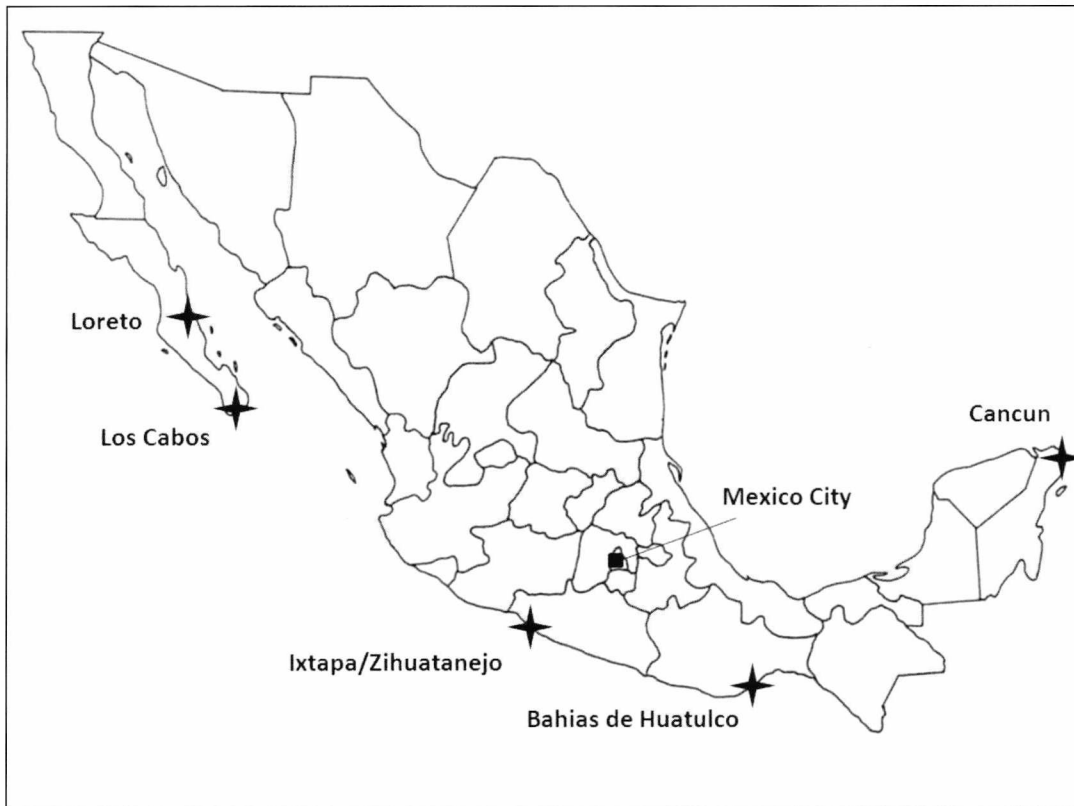 Loreto
Los Cabos
Cancun
Mexico City
Ixtapa/Zihuatanejo
Bahias de Huatulco